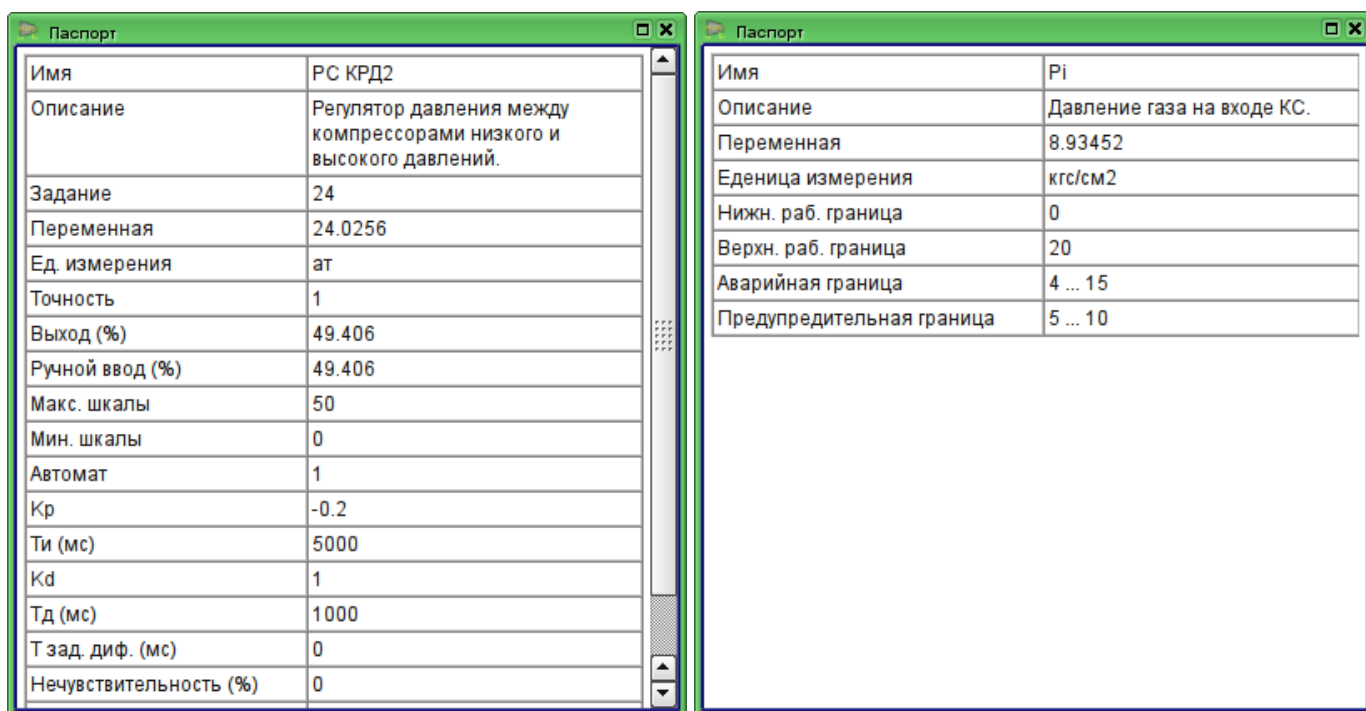 Паспорт
Имя РС КРД2
Описание Регулятор давления между
компрессорами низкого и
высокого давлений.
Задание 24
Переменная 24.0256
Ед. измерения ат
Точность 1
Выход (%) 49.406
Ручной ввод (%) 49.406
Макс. шкалы 50
Мин. шкалы 0
Автомат 1
Кр -0.2
Ти (мс) 5000
Kd 1
Тд (мс) 1000
Т зад. диф. (мс) 0
Нечувствительность (%) 0
Паспорт
Имя Pi
Описание Давление газа на входе КС.
Переменная 8.93452
Еденица измерения кгс/см2
Нижн. раб. граница 0
Верхн. раб. граница 20
Аварийная граница 4 ... 15
Предупредительная граница 5 ... 10